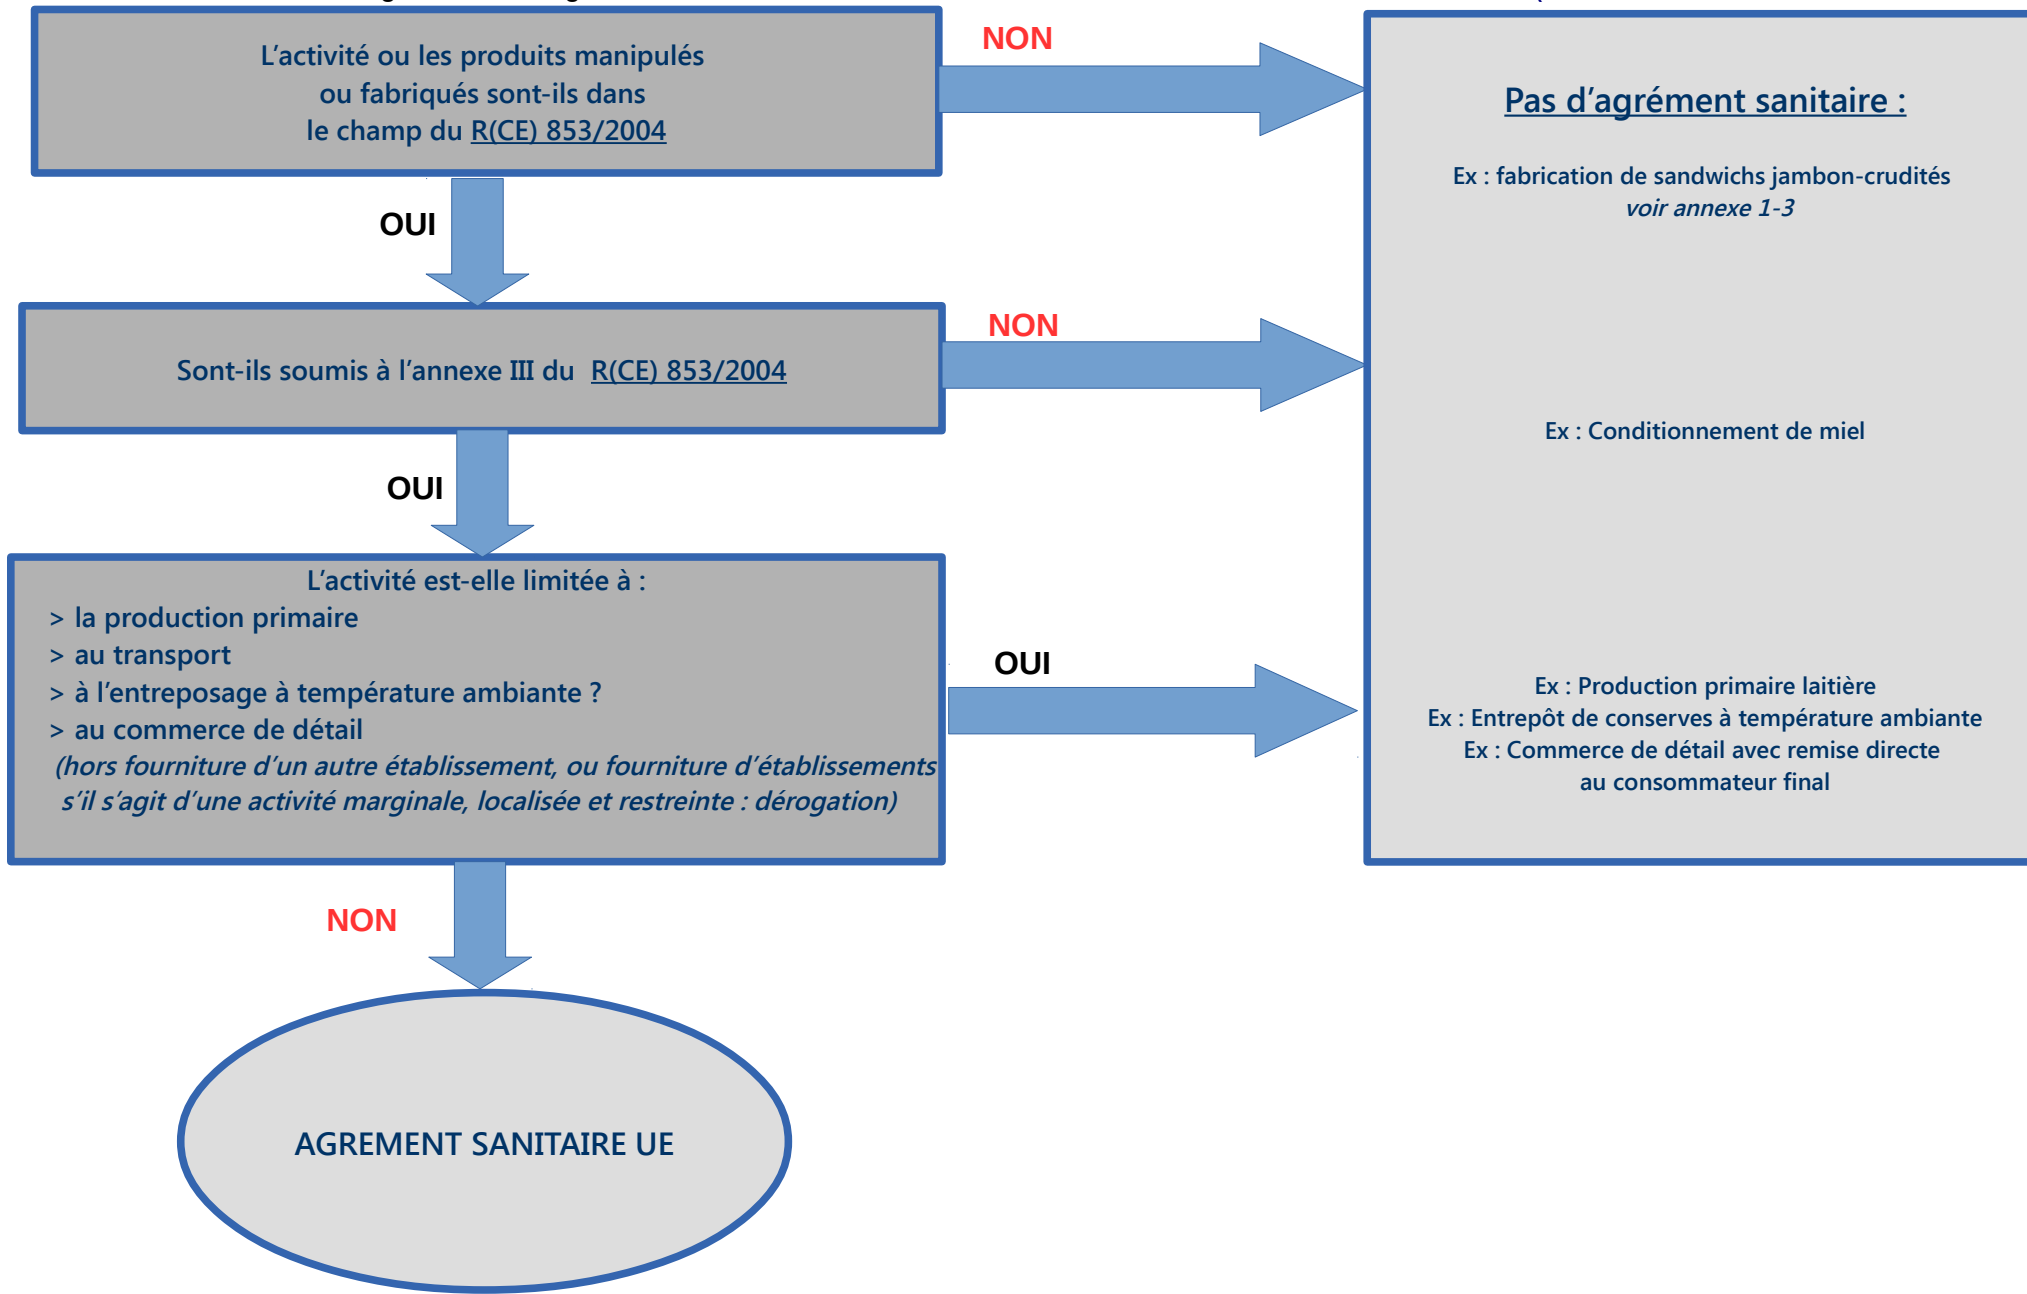 L’activité ou les produits manipulés
ou fabriqués sont-ils dans
le champ du R(CE) 853/2004
NON
Pas d’agrément sanitaire :
Ex : fabrication de sandwichs jambon-crudités
voir annexe 1-3
OUI
Sont-ils soumis à l’annexe III du R(CE) 853/2004
NON
Ex : Conditionnement de miel
OUI
L’activité est-elle limitée à :
> la production primaire
> au transport
> à l’entreposage à température ambiante ?
> au commerce de détail
(hors fourniture d’un autre établissement, ou fourniture d’établissements
s’il s’agit d’une activité marginale, localisée et restreinte : dérogation)
OUI
Ex : Production primaire laitière
Ex : Entrepôt de conserves à température ambiante
Ex : Commerce de détail avec remise directe
au consommateur final
NON
AGREMENT SANITAIRE UE